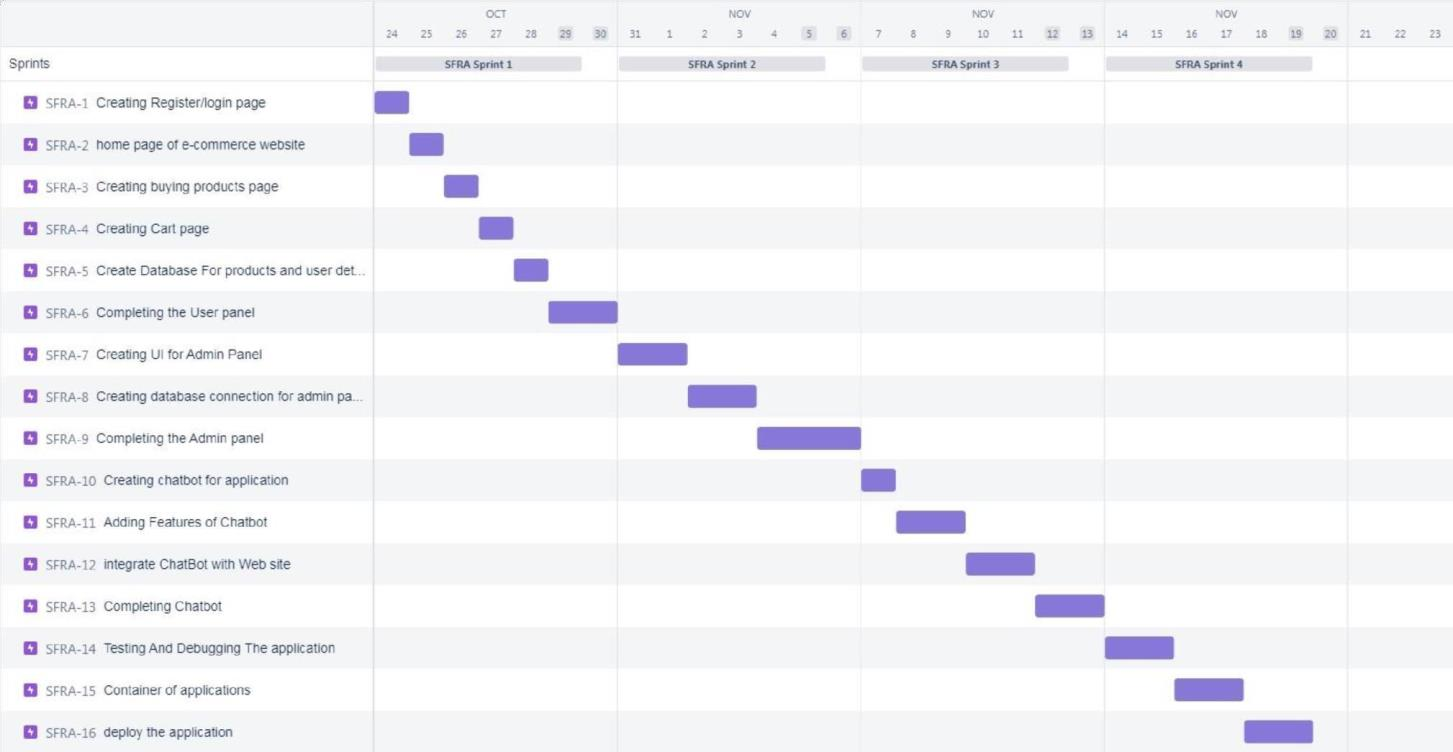 OCT NOV NOV NOV
24 25 26 27 28 29 30 31 1 2 3 4 5 6 7 8 9 10 11 12 13 14 15 16 17 18 19 20 21 22 23
Sprints SFRA Sprint 1 SFRA Sprint 2 SFRA Sprint 3 SFRA Sprint 4
SFRA-1 Creating Register/login page
SFRA-2 home page of e-commerce website
SFRA-3 Creating buying products page
SFRA-4 Creating Cart page
SFRA-5 Create Database For products and user det...
SFRA-6 Completing the User panel
SFRA-7 Creating UI for Admin Panel
SFRA-8 Creating database connection for admin pa...
SFRA-9 Completing the Admin panel
SFRA-10 Creating chatbot for application
SFRA-11 Adding Features of Chatbot
SFRA-12 integrate ChatBot with Web site
SFRA-13 Completing Chatbot
SFRA-14 Testing And Debugging The application
SFRA-15 Container of applications
SFRA-16 deploy the application